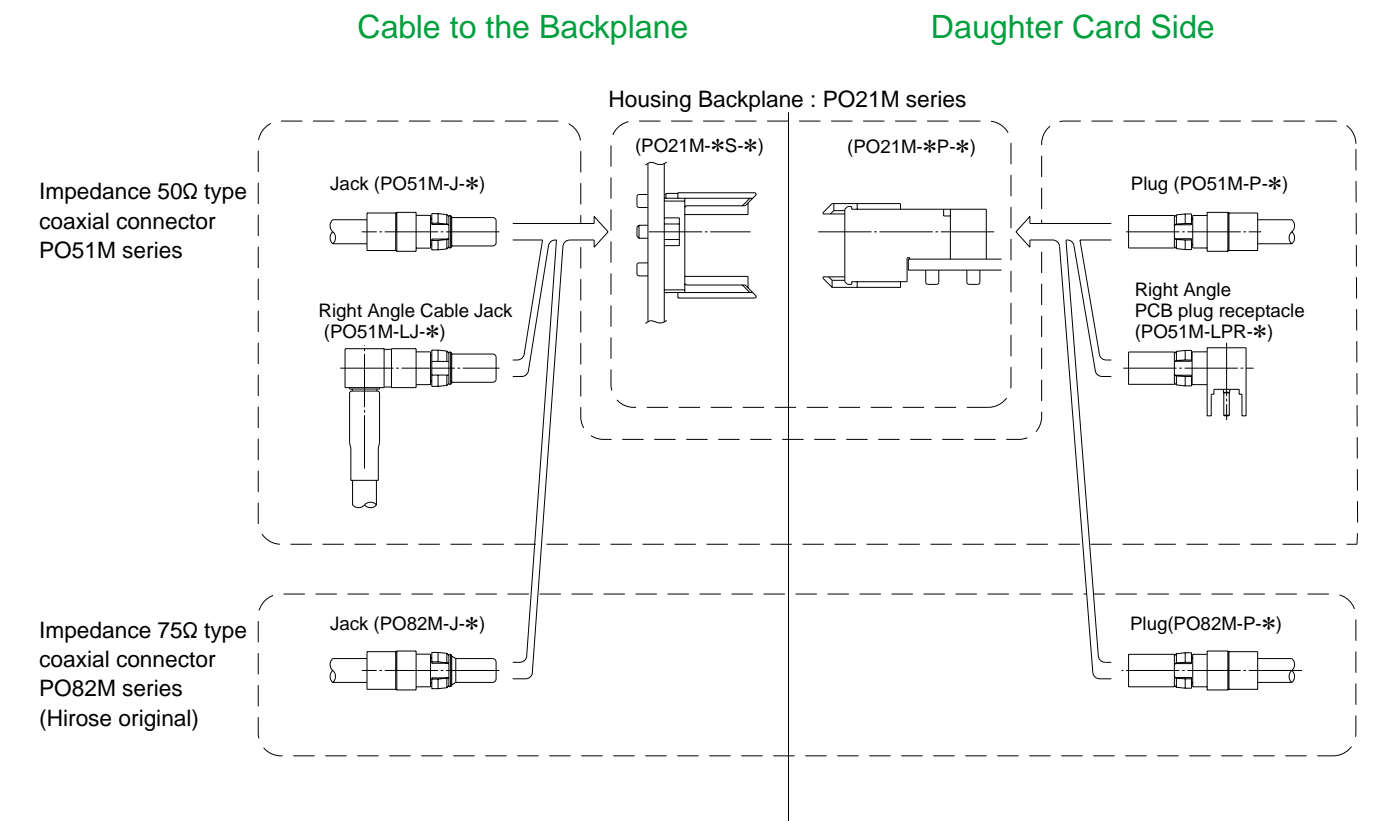 Cable to the Backplane
Daughter Card Side
Housing Backplane : PO21M series
(PO21M-✻S-✻)
(PO21M-✻P-✻)
Impedance 50Ω type
coaxial connector
PO51M series
Jack (PO51M-J-✻)
Plug (PO51M-P-✻)
Right Angle Cable Jack
(PO51M-LJ-✻)
Right Angle
PCB plug receptacle
(PO51M-LPR-✻)
Impedance 75Ω type
coaxial connector
PO82M series
(Hirose original)
Jack (PO82M-J-✻)
Plug(PO82M-P-✻)